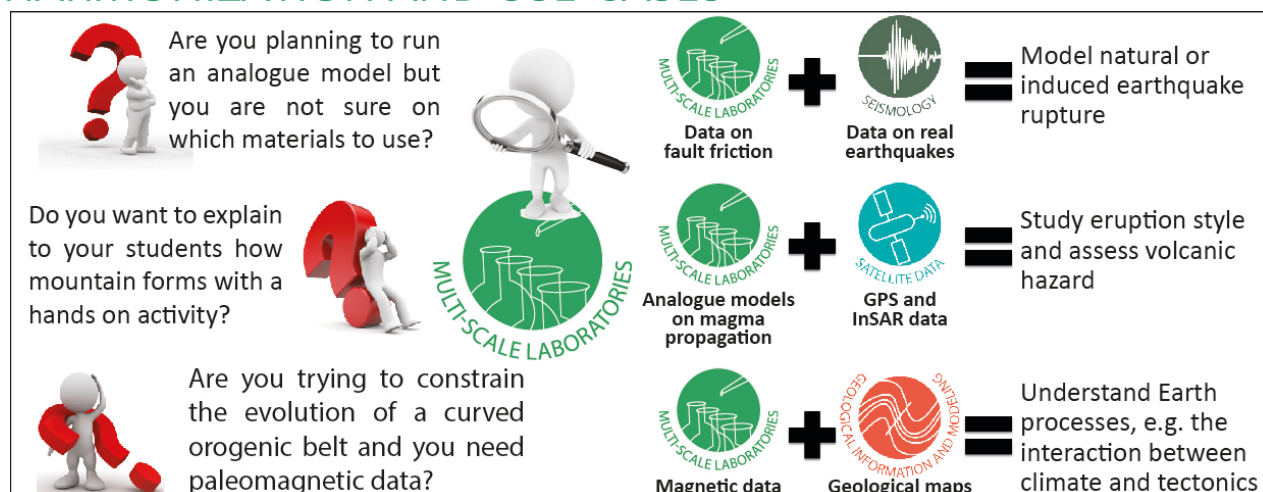 HARMONIZATION AND USE CASES
Are you planning to run
an analogue model but
you are not sure on
which materials to use?
Do you want to explain
to your students how
mountain forms with a
hands on activity?
Are you trying to constrain
the evolution of a curved
orogenic belt and you need
paleomagnetic data?
MULTI-SCALE LABORATORIES
MULTI-SCALE LABORATORIES
Data on
fault friction
SEISMOLOGY
Data on real
earthquakes
Model natural or
induced earthquake
rupture
MULTI-SCALE LABORATORIES
Analogue models
on magma
propagation
SATELLITE DATA
GPS and
InSAR data
Study eruption style
and assess volcanic
hazard
MULTI-SCALE LABORATORIES
Magnetic data
GEOLOGICAL INFORMATION AND MODELING
Geological maps
Understand Earth
processes, e.g. the
interaction between
climate and tectonics